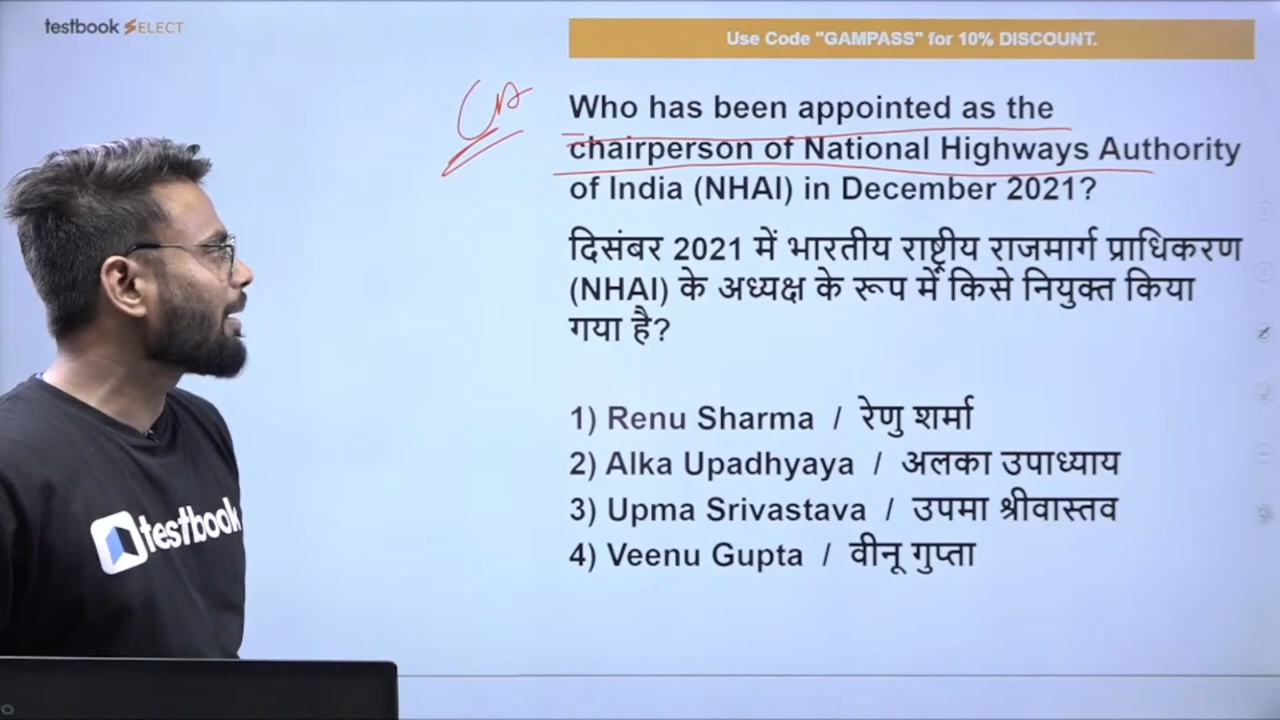 testbook SELECT
Use Code "GAMPASS" for 10% DISCOUNT.
CA
Who has been appointed as the
chairperson of National Highways Authority
of India (NHAI) in December 2021?
दिसंबर 2021 में भारतीय राष्ट्रीय राजमार्ग प्राधिकरण
(NHAI) के अध्यक्ष के रूप में किसे नियुक्त किया
गया है?
1) Renu Sharma / रेणु शर्मा
2) Alka Upadhyaya / अलका उपाध्याय
3) Upma Srivastava / उपमा श्रीवास्तव
4) Veenu Gupta / वीनू गुप्ता
testbook